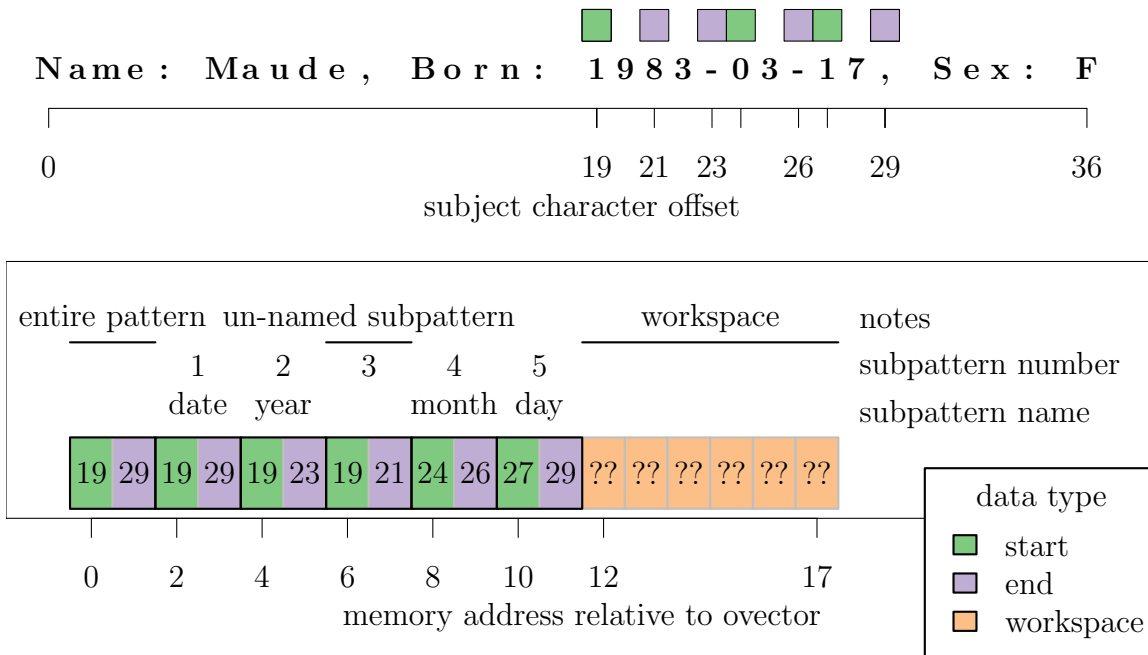 Name: Maude, Born: 1983-03-17, Sex: F
0 19 21 23 26 29 36
subject character offset
entire pattern un-named subpattern workspace notes
1 2 3 4 5 subpattern number
date year month day subpattern name
19 29 19 29 19 23 19 21 24 26 27 29 ?? ?? ?? ?? ?? ??
0 2 4 6 8 10 12 17
memory address relative to ovector
data type
start
end
workspace